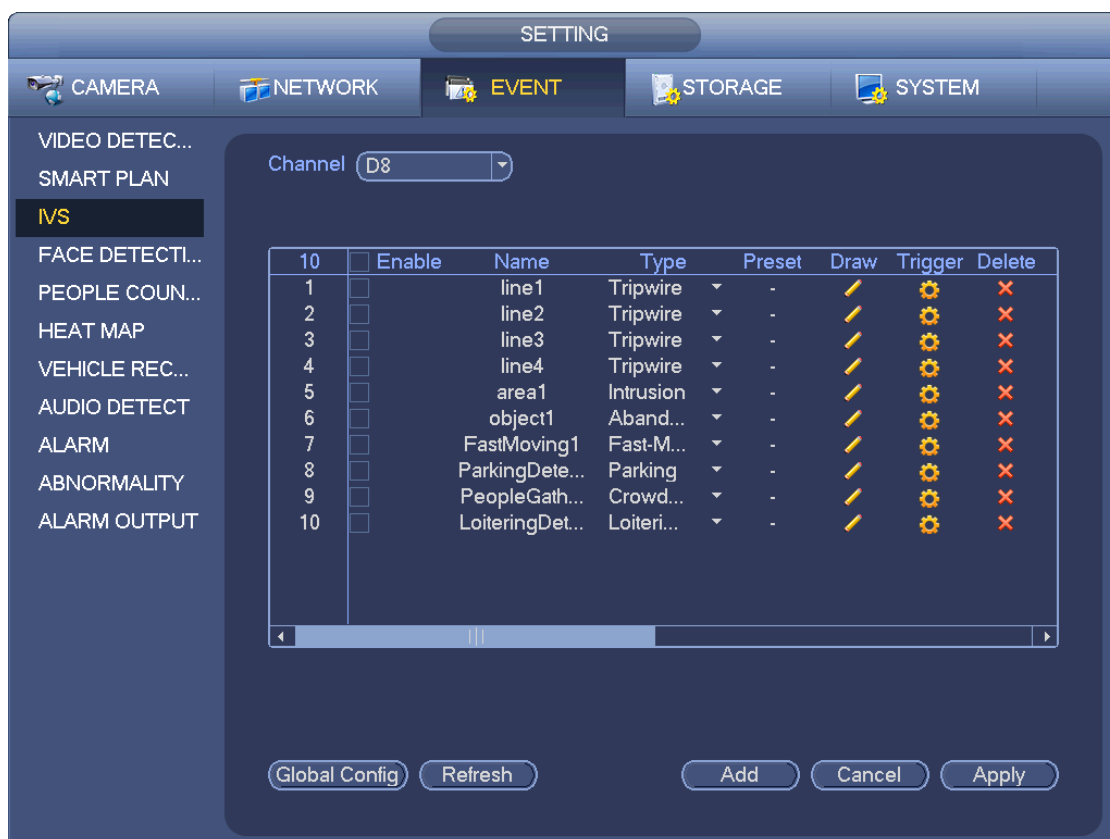 SETTING
CAMERA NETWORK EVENT STORAGE SYSTEM
VIDEO DETEC...
SMART PLAN
IVS
FACE DETECTI...
PEOPLE COUN...
HEAT MAP
VEHICLE REC...
AUDIO DETECT
ALARM
ABNORMALITY
ALARM OUTPUT
Channel D8
10 Enable Name Type Preset Draw Trigger Delete
1 line1 Tripwire -
2 line2 Tripwire -
3 line3 Tripwire -
4 line4 Tripwire -
5 area1 Intrusion -
6 object1 Aband... -
7 FastMoving1 Fast-M... -
8 ParkingDete... Parking -
9 PeopleGath... Crowd... -
10 LoiteringDet... Loiteri... -
Global Config Refresh Add Cancel Apply